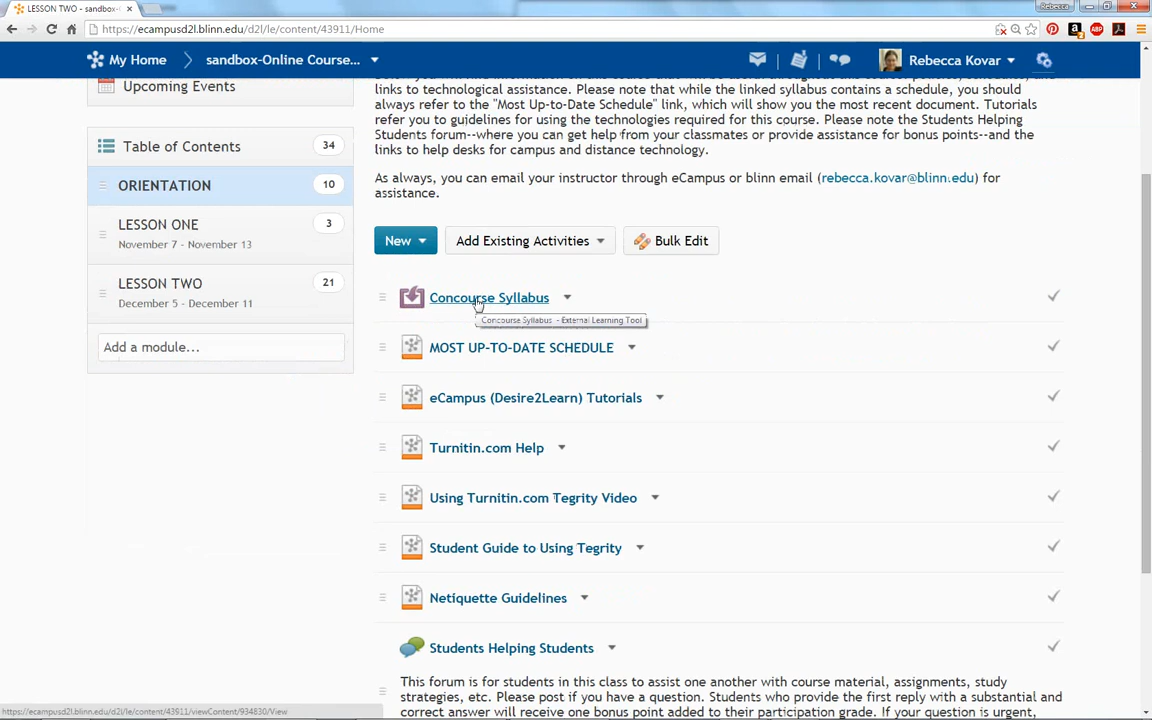 LESSON TWO - sandbox-On
Rebecca
https://ecampusd2l.blinn.edu/d2l/le/content/43911/Home
My Home
sandbox-Online Course...
Rebecca Kovar
Upcoming Events
links to technological assistance. Please note that while the linked syllabus contains a schedule, you should
always refer to the "Most Up-to-Date Schedule" link, which will show you the most recent document. Tutorials
refer you to guidelines for using the technologies required for this course. Please note the Students Helping
Students forum--where you can get help from your classmates or provide assistance for bonus points--and the
links to help desks for campus and distance technology.
As always, you can email your instructor through eCampus or blinn email (rebecca.kovar@blinn.edu) for
assistance.
Table of Contents 34
ORIENTATION 10
LESSON ONE 3
November 7 - November 13
LESSON TWO 21
December 5 - December 11
Add a module...
New
Add Existing Activities
Bulk Edit
Concourse Syllabus
Concourse Syllabus - External Learning Tool
MOST UP-TO-DATE SCHEDULE
eCampus (Desire2Learn) Tutorials
Turnitin.com Help
Using Turnitin.com Tegrity Video
Student Guide to Using Tegrity
Netiquette Guidelines
Students Helping Students
This forum is for students in this class to assist one another with course material, assignments, study
strategies, etc. Please post if you have a question. Students who provide the first reply with a substantial and
correct answer will receive one bonus point added to their participation grade. If your question is urgent,
https://ecampusd2l.blinn.edu/d2l/le/content/43911/viewContent/934830/View